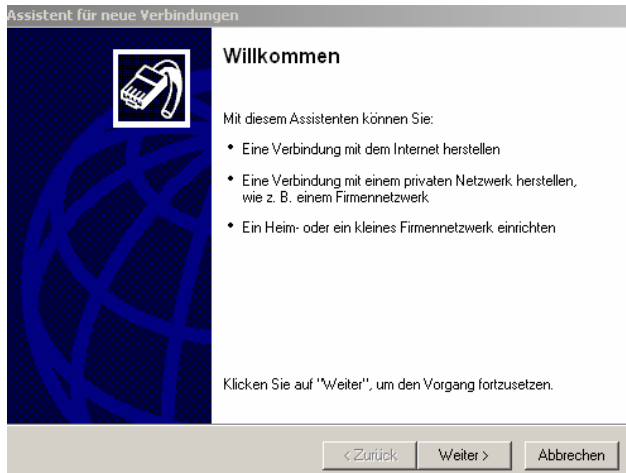 Assistent für neue Verbindungen
Willkommen
Mit diesem Assistenten können Sie:
• Eine Verbindung mit dem Internet herstellen
• Eine Verbindung mit einem privaten Netzwerk herstellen,
wie z. B. einem Firmennetzwerk
• Ein Heim- oder ein kleines Firmennetzwerk einrichten
Klicken Sie auf "Weiter", um den Vorgang fortzusetzen.
< Zurück Weiter > Abbrechen